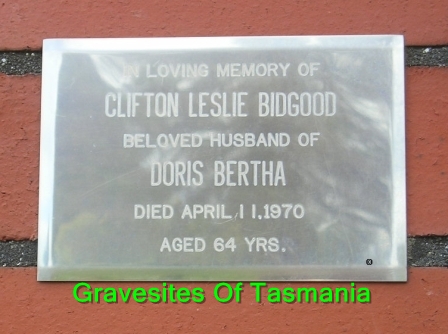 IN LOVING MEMORY OF
CLIFTON LESLIE BIDGOOD
BELOVED HUSBAND OF
DORIS BERTHA
DIED APRIL 11, 1970
AGED 64 YRS.
Gravesites Of Tasmania